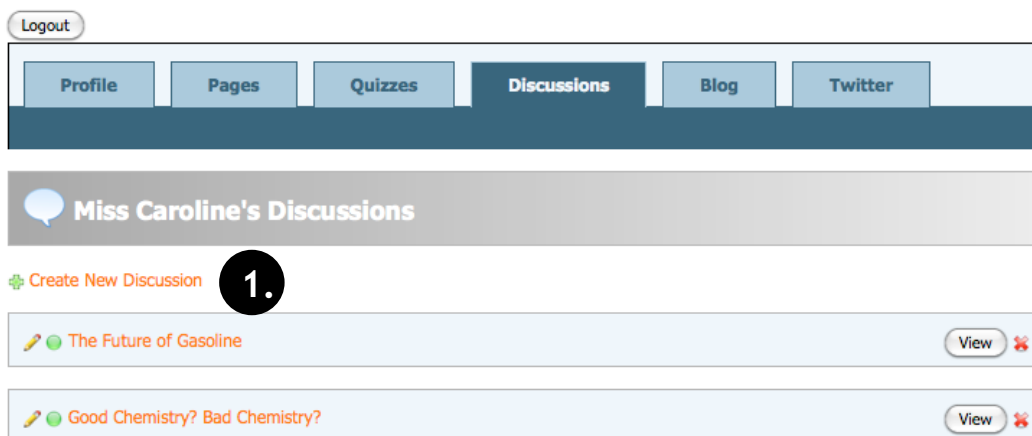 Logout
Profile Pages Quizzes Discussions Blog Twitter
Miss Caroline's Discussions
Create New Discussion 1.
The Future of Gasoline View
Good Chemistry? Bad Chemistry? View